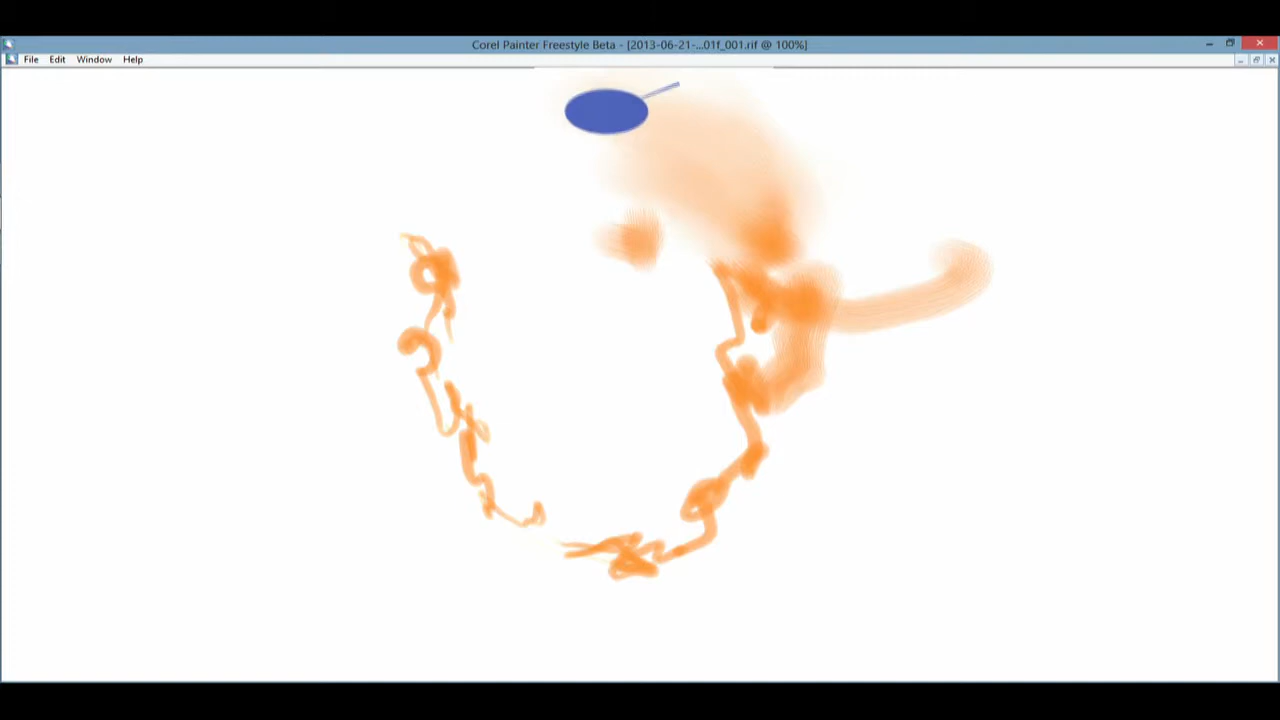 Corel Painter Freestyle Beta - [2013-06-21-...01f_001.rif @ 100%]
File Edit Window Help